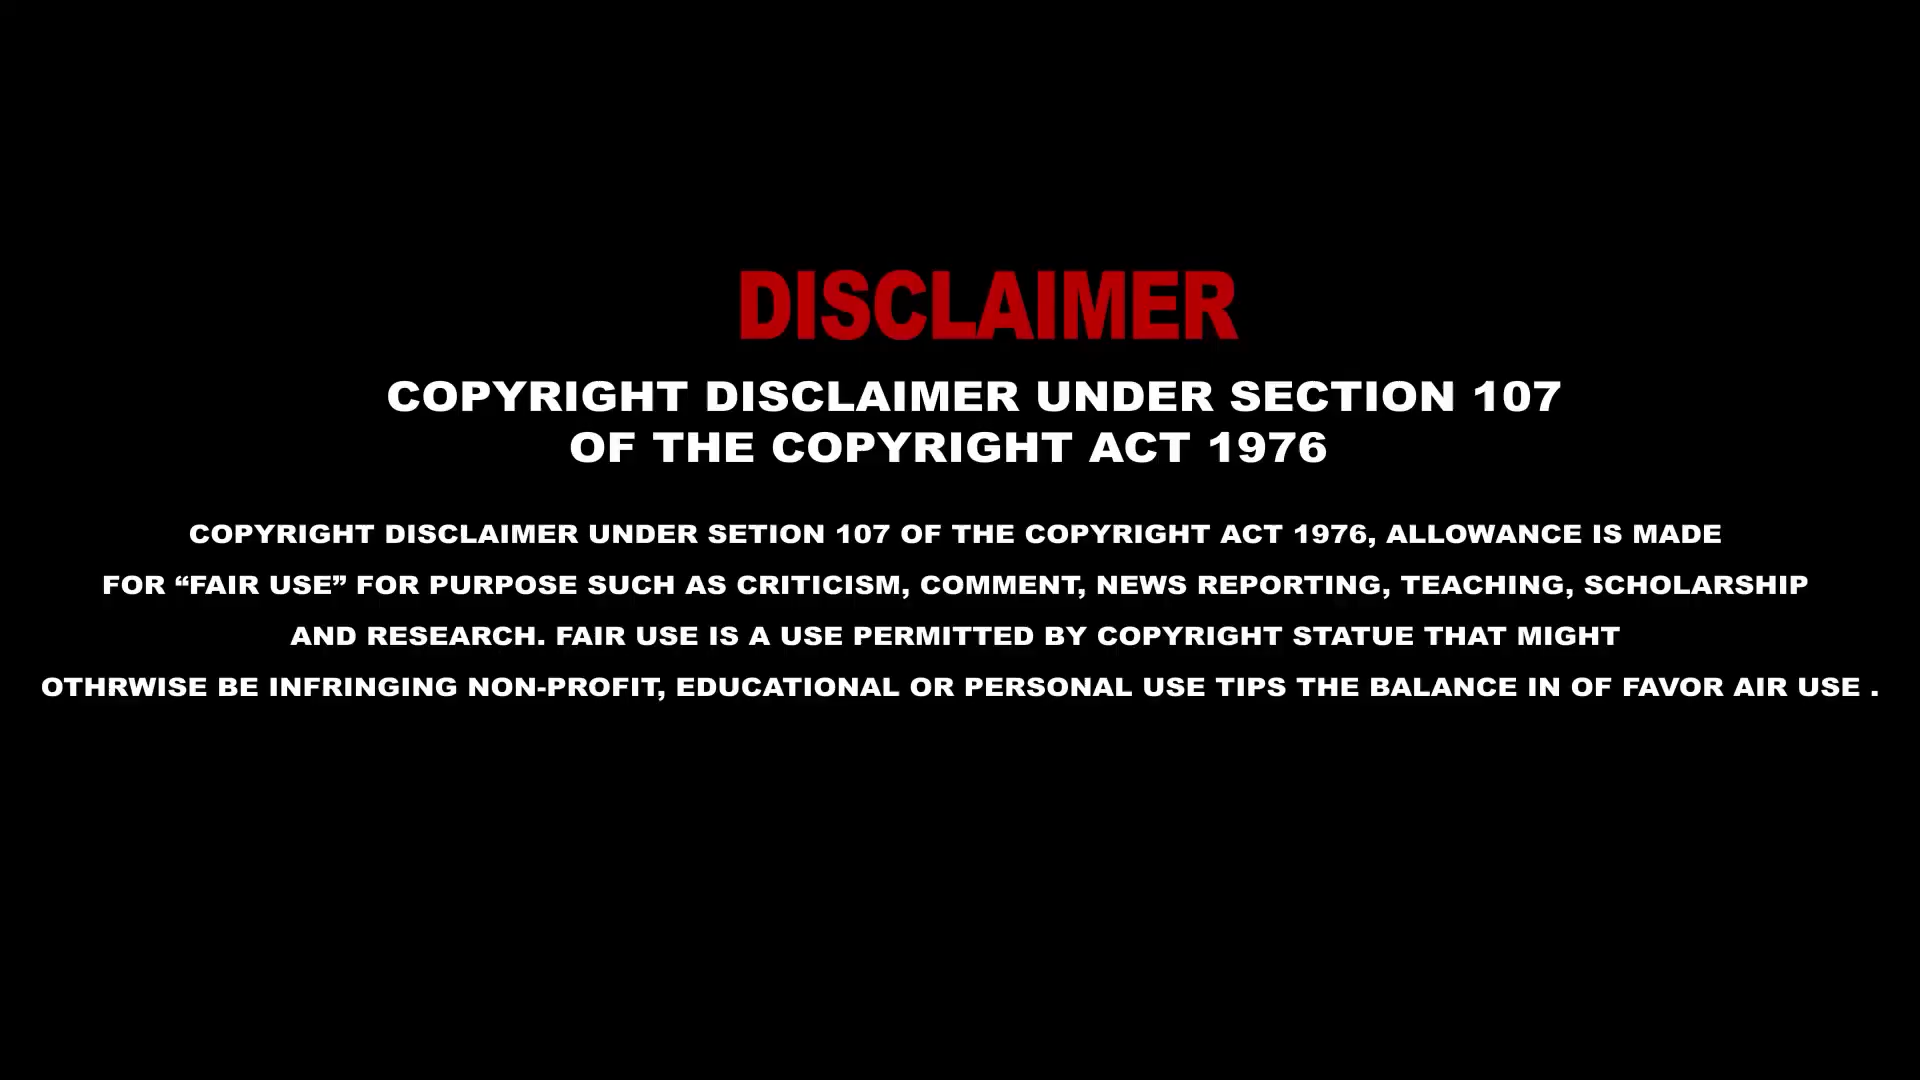 DISCLAIMER
COPYRIGHT DISCLAIMER UNDER SECTION 107
OF THE COPYRIGHT ACT 1976
COPYRIGHT DISCLAIMER UNDER SETION 107 OF THE COPYRIGHT ACT 1976, ALLOWANCE IS MADE
FOR “FAIR USE” FOR PURPOSE SUCH AS CRITICISM, COMMENT, NEWS REPORTING, TEACHING, SCHOLARSHIP
AND RESEARCH. FAIR USE IS A USE PERMITTED BY COPYRIGHT STATUE THAT MIGHT
OTHRWISE BE INFRINGING NON-PROFIT, EDUCATIONAL OR PERSONAL USE TIPS THE BALANCE IN OF FAVOR AIR USE .